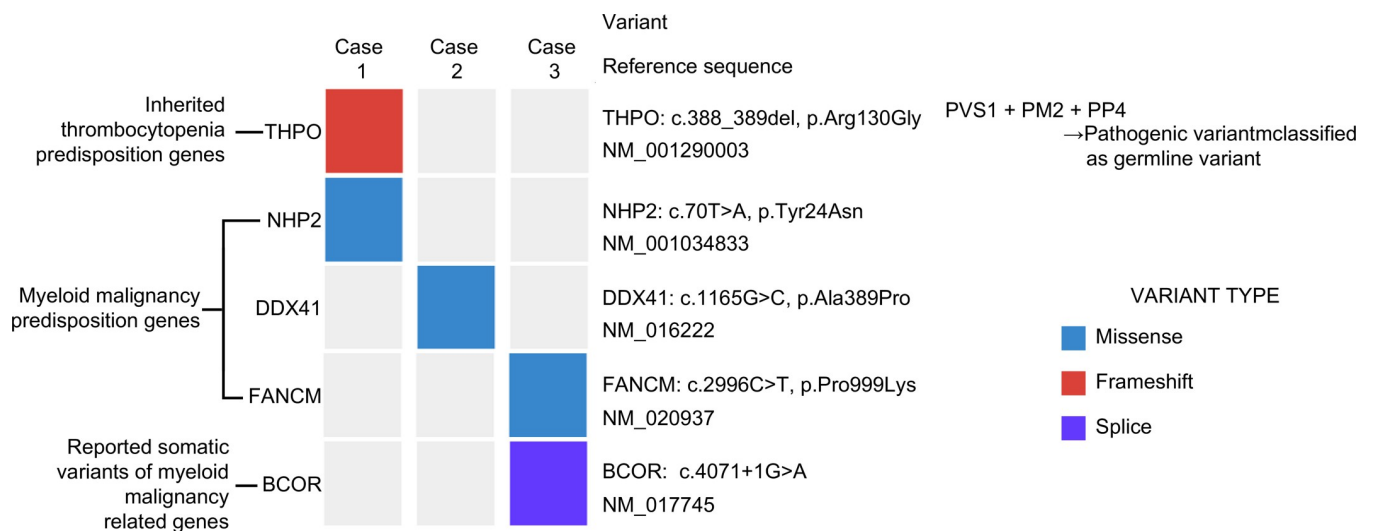 Variant
Case
1
Case
2
Case
3
Reference sequence
Inherited
thrombocytopenia
predisposition genes
THPO
THPO: c.388_389del, p.Arg130Gly
NM_001290003
PVS1 + PM2 + PP4
→Pathogenic variantmclassified
as germline variant
Myeloid malignancy
predisposition genes
NHP2
NHP2: c.70T>A, p.Tyr24Asn
NM_001034833
DDX41
DDX41: c.1165G>C, p.Ala389Pro
NM_016222
FANCM
FANCM: c.2996C>T, p.Pro999Lys
NM_020937
Reported somatic
variants of myeloid
malignancy
related genes
BCOR
BCOR: c.4071+1G>A
NM_017745
VARIANT TYPE
Missense
Frameshift
Splice